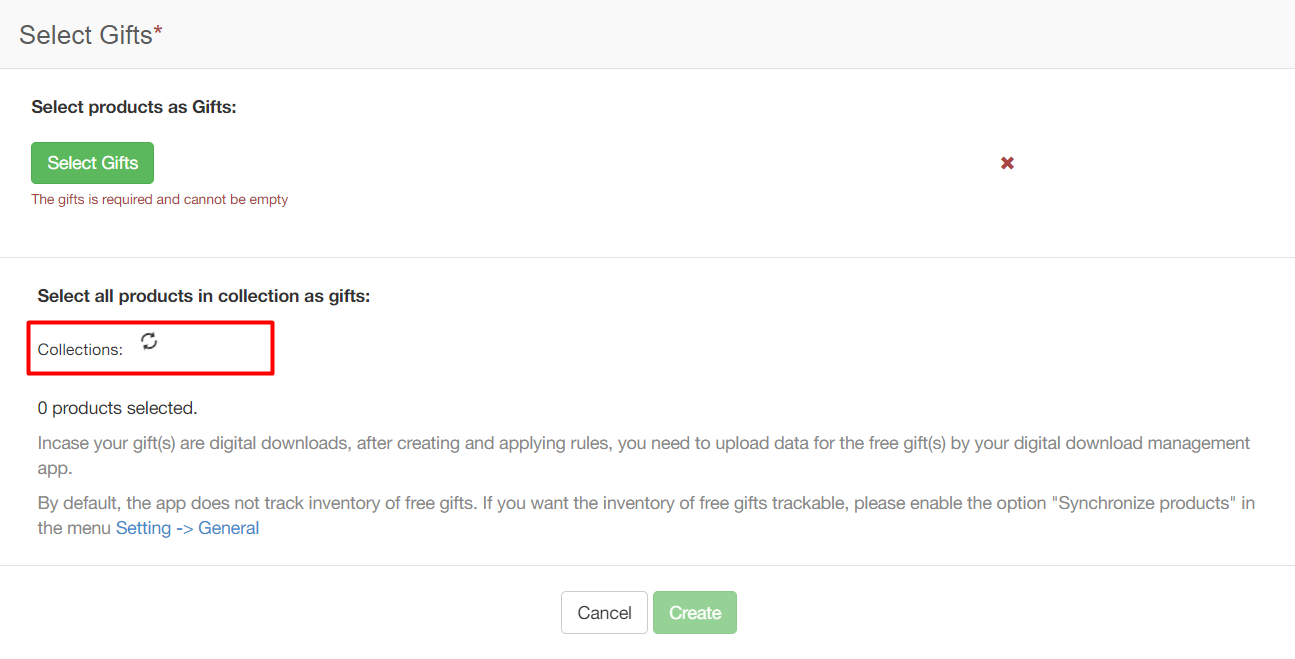 Select Gifts*
Select products as Gifts:
Select Gifts
The gifts is required and cannot be empty
Select all products in collection as gifts:
Collections:
0 products selected.
Incase your gift(s) are digital downloads, after creating and applying rules, you need to upload data for the free gift(s) by your digital download management
app.
By default, the app does not track inventory of free gifts. If you want the inventory of free gifts trackable, please enable the option "Synchronize products" in
the menu Setting -> General
Cancel Create